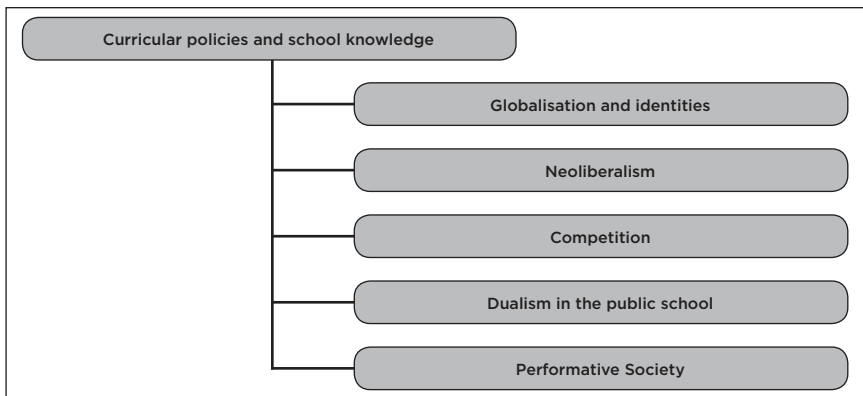 Curricular policies and school knowledge
Globalisation and identities
Neoliberalism
Competition
Dualism in the public school
Performative Society